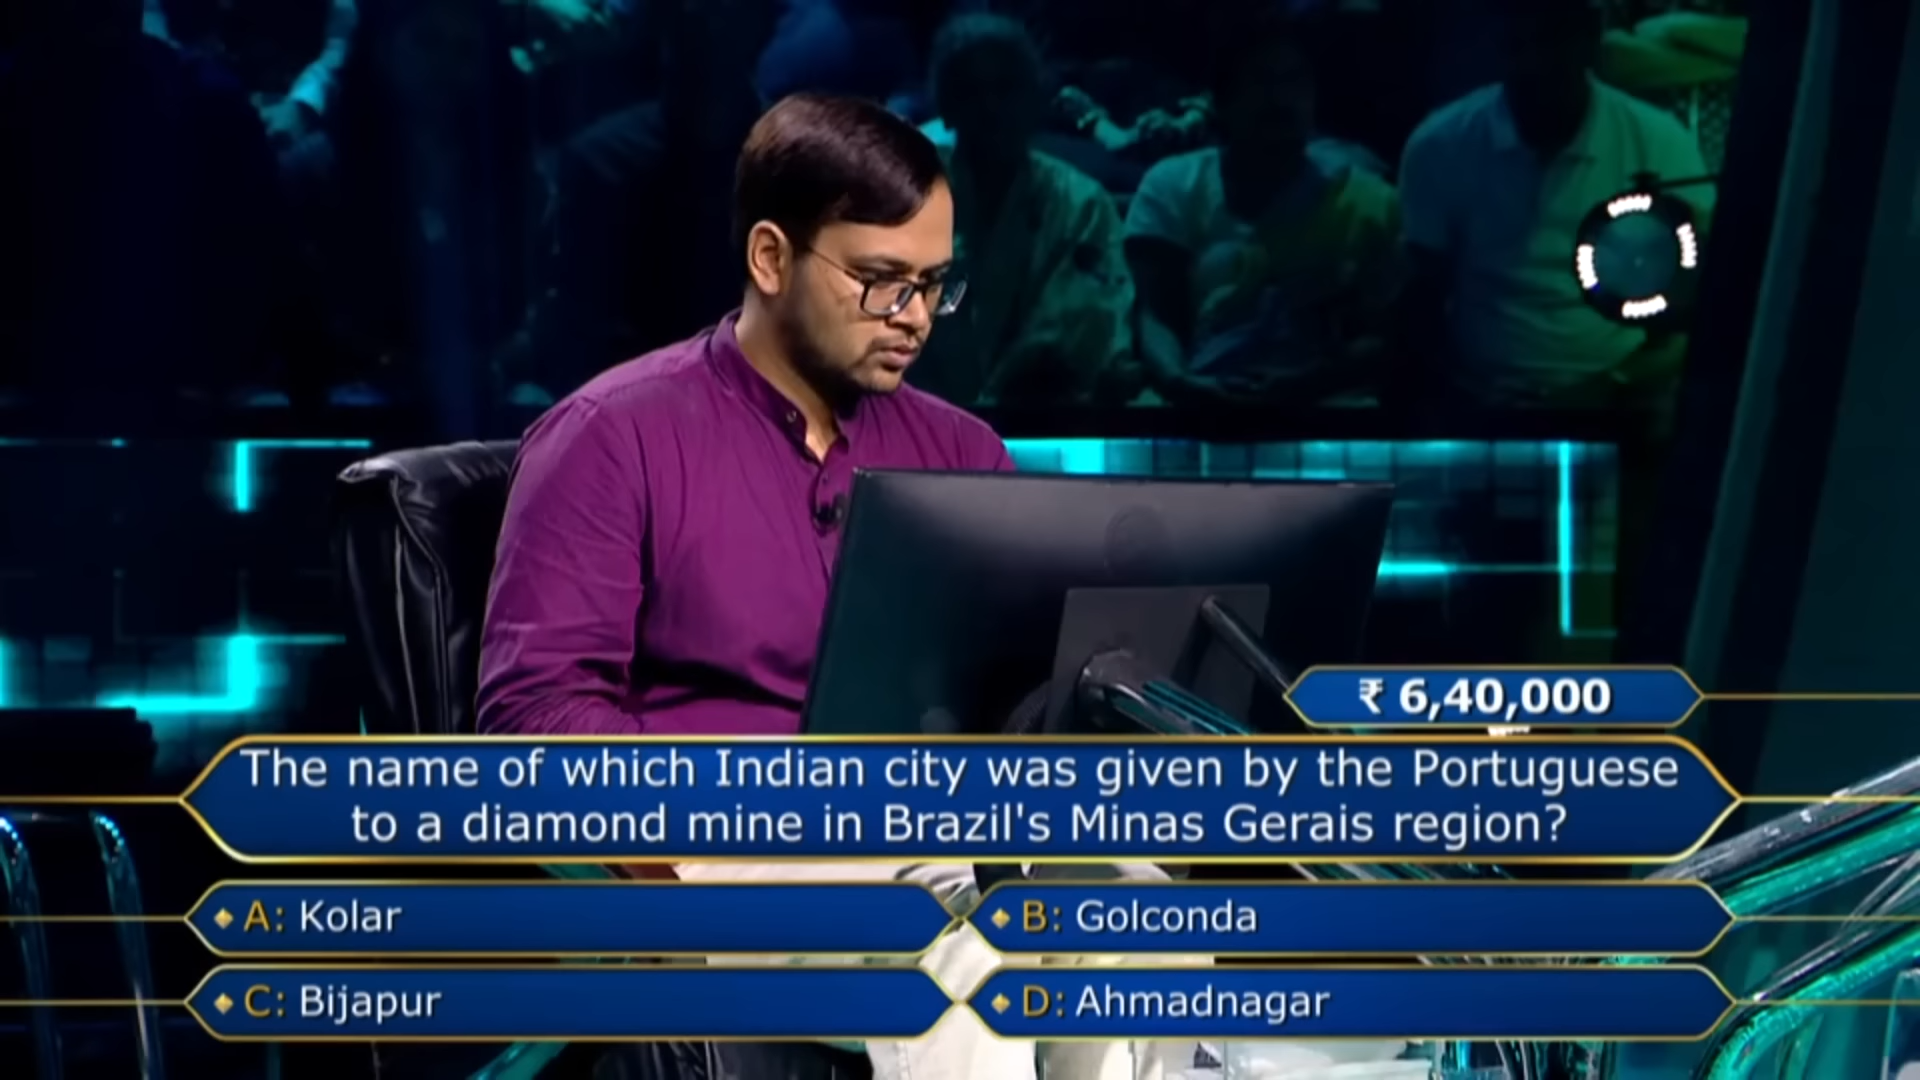 ₹ 6,40,000
The name of which Indian city was given by the Portuguese
to a diamond mine in Brazil's Minas Gerais region?
A: Kolar
B: Golconda
C: Bijapur
D: Ahmadnagar